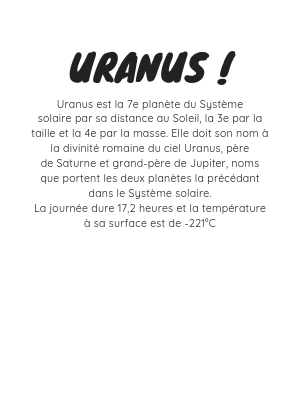 URANUS !
Uranus est la 7e planète du Système
solaire par sa distance au Soleil, la 3e par la
taille et la 4e par la masse. Elle doit son nom à
la divinité romaine du ciel Uranus, père
de Saturne et grand-père de Jupiter, noms
que portent les deux planètes la précédant
dans le Système solaire.
La journée dure 17,2 heures et la température
à sa surface est de -221°C